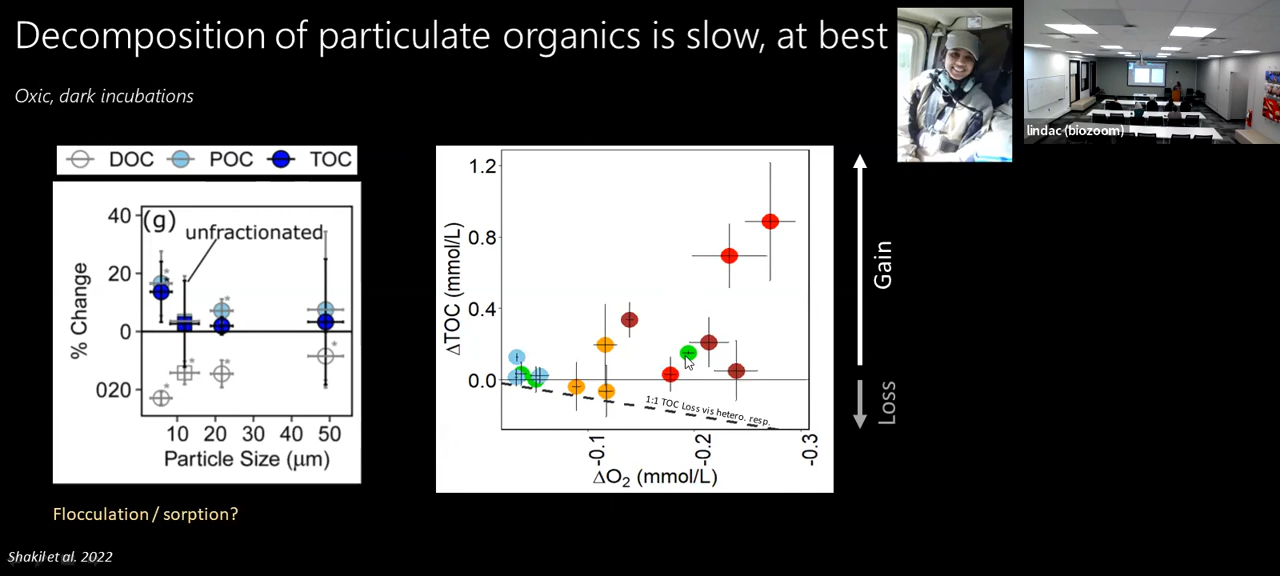 Decomposition of particulate organics is slow, at best
Oxic, dark incubations
lindac (biozoom)
DOC POC TOC
(g)
unfractionated
40
20
0
020
% Change
10 20 30 40 50
Particle Size (μm)
* * * * * *
1.2
0.8
0.4
0.0
ΔTOC (mmol/L)
1:1 TOC Loss vis hetero. resp.
-0.1 -0.2 -0.3
ΔO₂ (mmol/L)
Gain
Loss
Flocculation / sorption?
Shakil et al. 2022